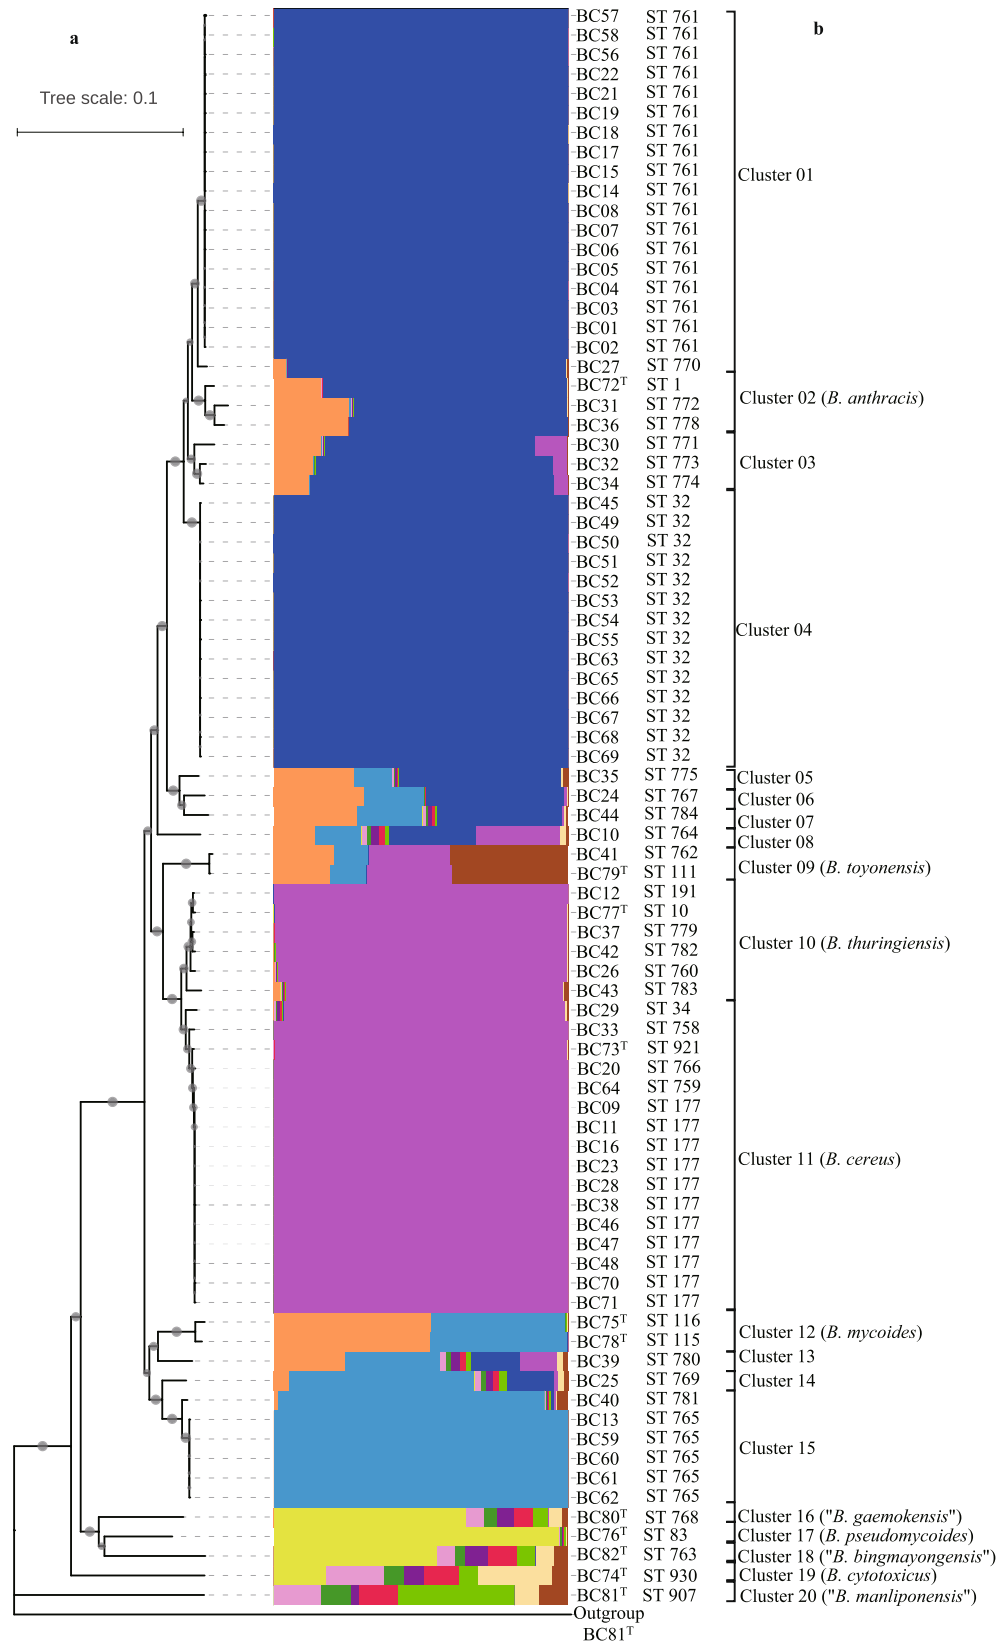 a
b
Tree scale: 0.1
BC57 ST 761
BC58 ST 761
BC56 ST 761
BC22 ST 761
BC21 ST 761
BC19 ST 761
BC18 ST 761
BC17 ST 761
Cluster 01
BC15 ST 761
BC14 ST 761
BC08 ST 761
BC07 ST 761
BC06 ST 761
BC05 ST 761
BC04 ST 761
BC03 ST 761
BC01 ST 761
BC02 ST 761
BC27 ST 770
BC72ᵀ ST 1
BC31 ST 772 Cluster 02 (B. anthracis)
BC36 ST 778
BC30 ST 771
BC32 ST 773 Cluster 03
BC34 ST 774
BC45 ST 32
BC49 ST 32
BC50 ST 32
BC51 ST 32
BC52 ST 32
BC53 ST 32
BC54 ST 32
BC55 ST 32 Cluster 04
BC63 ST 32
BC65 ST 32
BC66 ST 32
BC67 ST 32
BC68 ST 32
BC69 ST 32
BC35 ST 775 Cluster 05
BC24 ST 767 Cluster 06
BC44 ST 784 Cluster 07
BC10 ST 764 Cluster 08
BC41 ST 762
BC79ᵀ ST 111 Cluster 09 (B. toyonensis)
BC12 ST 191
BC77ᵀ ST 10
BC37 ST 779
BC42 ST 782 Cluster 10 (B. thuringiensis)
BC26 ST 760
BC43 ST 783
BC29 ST 34
BC33 ST 758
BC73ᵀ ST 921
BC20 ST 766
BC64 ST 759
BC09 ST 177
BC11 ST 177
BC16 ST 177
BC23 ST 177 Cluster 11 (B. cereus)
BC28 ST 177
BC38 ST 177
BC46 ST 177
BC47 ST 177
BC48 ST 177
BC70 ST 177
BC71 ST 177
BC75ᵀ ST 116
BC78ᵀ ST 115 Cluster 12 (B. mycoides)
BC39 ST 780 Cluster 13
BC25 ST 769 Cluster 14
BC40 ST 781
BC13 ST 765
BC59 ST 765 Cluster 15
BC60 ST 765
BC61 ST 765
BC62 ST 765
BC80ᵀ ST 768 Cluster 16 ("B. gaemokensis")
BC76ᵀ ST 83 Cluster 17 (B. pseudomycoides)
BC82ᵀ ST 763 Cluster 18 ("B. bingmayongensis")
BC74ᵀ ST 930 Cluster 19 (B. cytotoxicus)
BC81ᵀ ST 907 Cluster 20 ("B. manliponensis")
Outgroup
BC81ᵀ